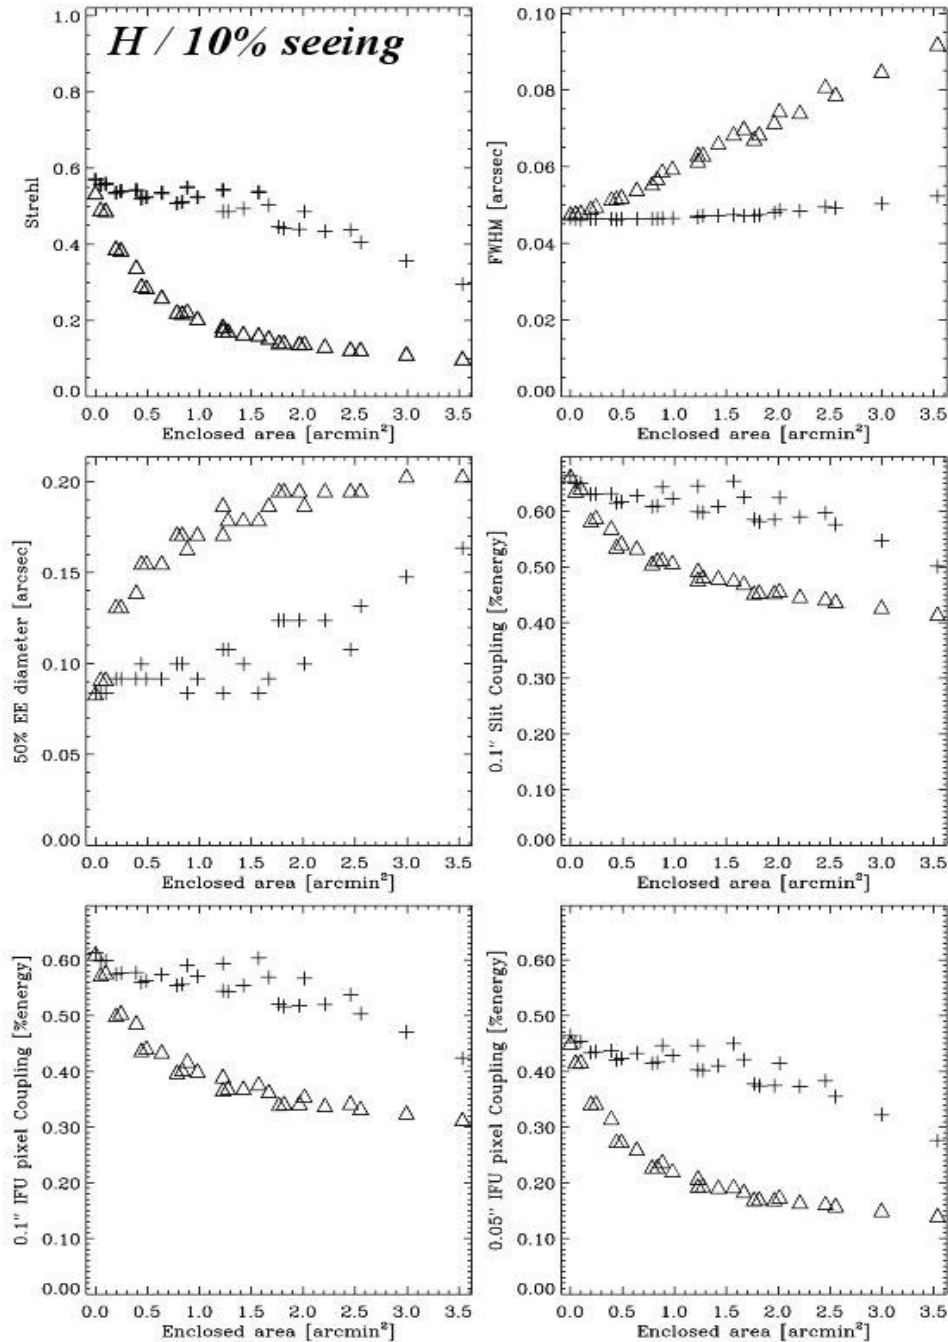 H / 10% seeing
1.0
0.8
0.6
0.4
0.2
0.0
Strehl
0.0 0.5 1.0 1.5 2.0 2.5 3.0 3.5
Enclosed area [arcmin²]
0.10
0.08
0.06
0.04
0.02
0.00
FWHM [arcsec]
0.0 0.5 1.0 1.5 2.0 2.5 3.0 3.5
Enclosed area [arcmin²]
0.20
0.15
0.10
0.05
0.00
50% EE diameter [arcsec]
0.0 0.5 1.0 1.5 2.0 2.5 3.0 3.5
Enclosed area [arcmin²]
0.60
0.50
0.40
0.30
0.20
0.10
0.00
0.1" Slit Coupling [%energy]
0.0 0.5 1.0 1.5 2.0 2.5 3.0 3.5
Enclosed area [arcmin²]
0.60
0.50
0.40
0.30
0.20
0.10
0.00
0.1" IFU pixel Coupling [%energy]
0.0 0.5 1.0 1.5 2.0 2.5 3.0 3.5
Enclosed area [arcmin²]
0.60
0.50
0.40
0.30
0.20
0.10
0.00
0.05" IFU pixel Coupling [%energy]
0.0 0.5 1.0 1.5 2.0 2.5 3.0 3.5
Enclosed area [arcmin²]